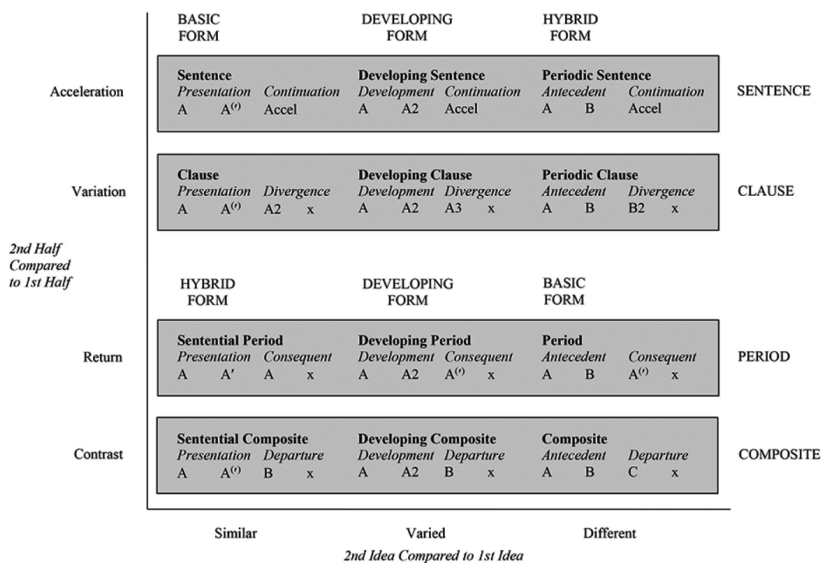 BASIC FORM DEVELOPING FORM HYBRID FORM
Acceleration
Sentence Developing Sentence Periodic Sentence
Presentation Continuation Development Continuation Antecedent Continuation
A A(′) Accel A A2 Accel A B Accel
SENTENCE
Variation
Clause Developing Clause Periodic Clause
Presentation Divergence Development Divergence Antecedent Divergence
A A(′) A2 x A A2 A3 x A B B2 x
CLAUSE
2nd Half
Compared
to 1st Half
HYBRID FORM DEVELOPING FORM BASIC FORM
Return
Sentential Period Developing Period Period
Presentation Consequent Development Consequent Antecedent Consequent
A A′ A x A A2 A(′) x A B A(′) x
PERIOD
Contrast
Sentential Composite Developing Composite Composite
Presentation Departure Development Departure Antecedent Departure
A A(′) B x A A2 B x A B C x
COMPOSITE
Similar Varied Different
2nd Idea Compared to 1st Idea